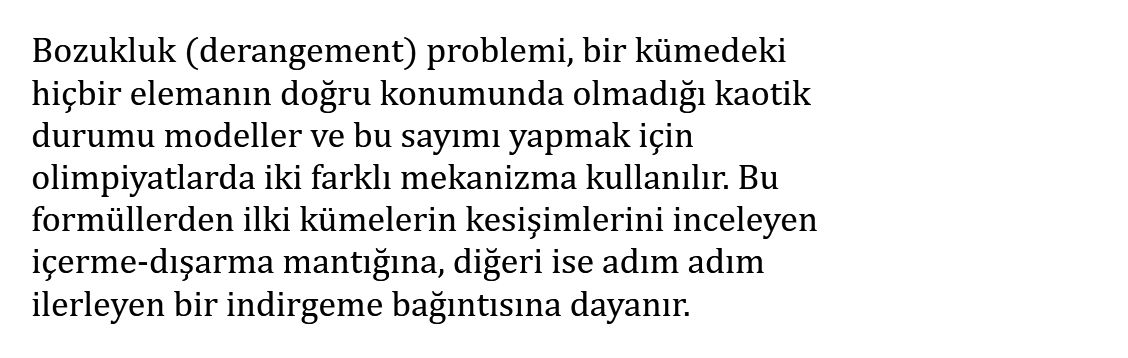 Bozukluk (derangement) problemi, bir kümedeki
hiçbir elemanın doğru konumunda olmadığı kaotik
durumu modeller ve bu sayımı yapmak için
olimpiyatlarda iki farklı mekanizma kullanılır. Bu
formüllerden ilki kümelerin kesişimlerini inceleyen
içerme-dışarma mantığına, diğeri ise adım adım
ilerleyen bir indirgeme bağıntısına dayanır.